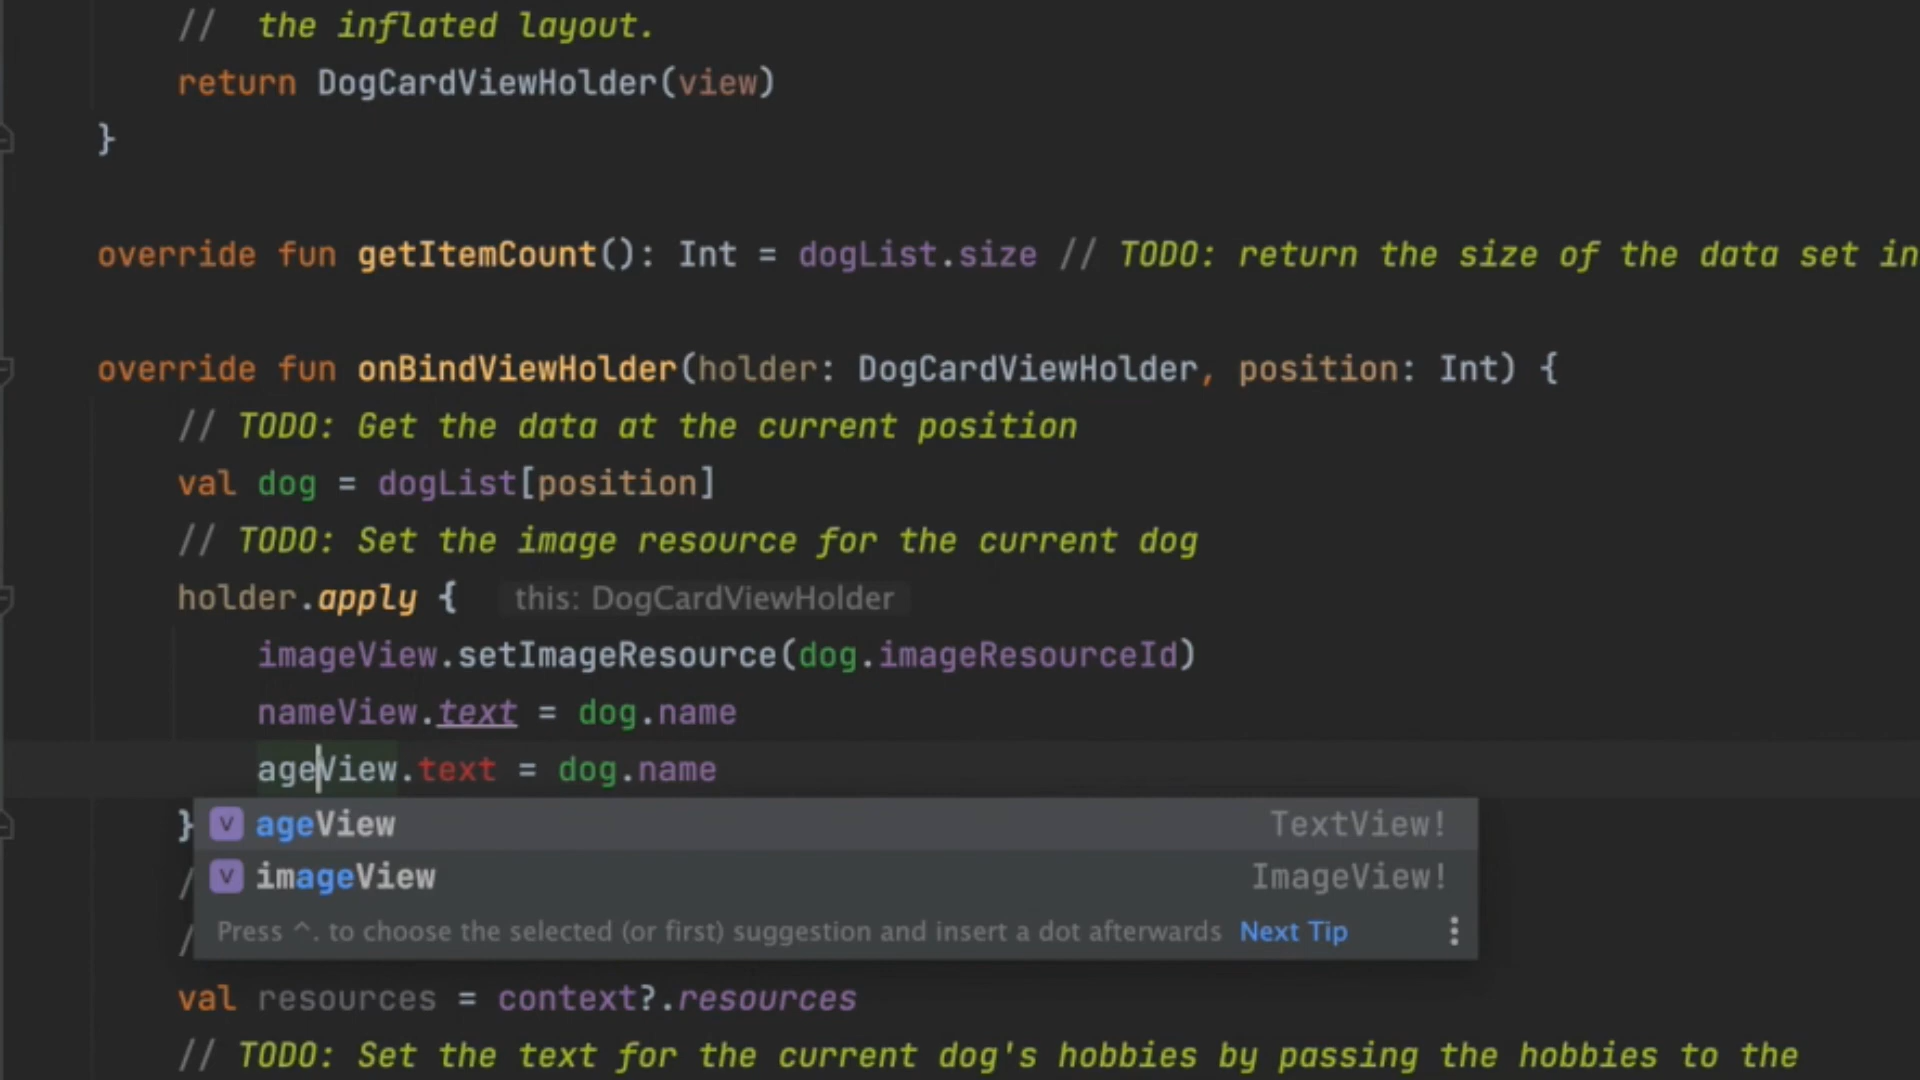 // the inflated layout.
return DogCardViewHolder(view)
}
override fun getItemCount(): Int = dogList.size // TODO: return the size of the data set in
override fun onBindViewHolder(holder: DogCardViewHolder, position: Int) {
// TODO: Get the data at the current position
val dog = dogList[position]
// TODO: Set the image resource for the current dog
holder.apply { this: DogCardViewHolder
imageView.setImageResource(dog.imageResourceId)
nameView.text = dog.name
ageView.text = dog.name
}
V ageView TextView!
/
V imageView ImageView!
/
Press ^. to choose the selected (or first) suggestion and insert a dot afterwards Next Tip
val resources = context?.resources
// TODO: Set the text for the current dog's hobbies by passing the hobbies to the